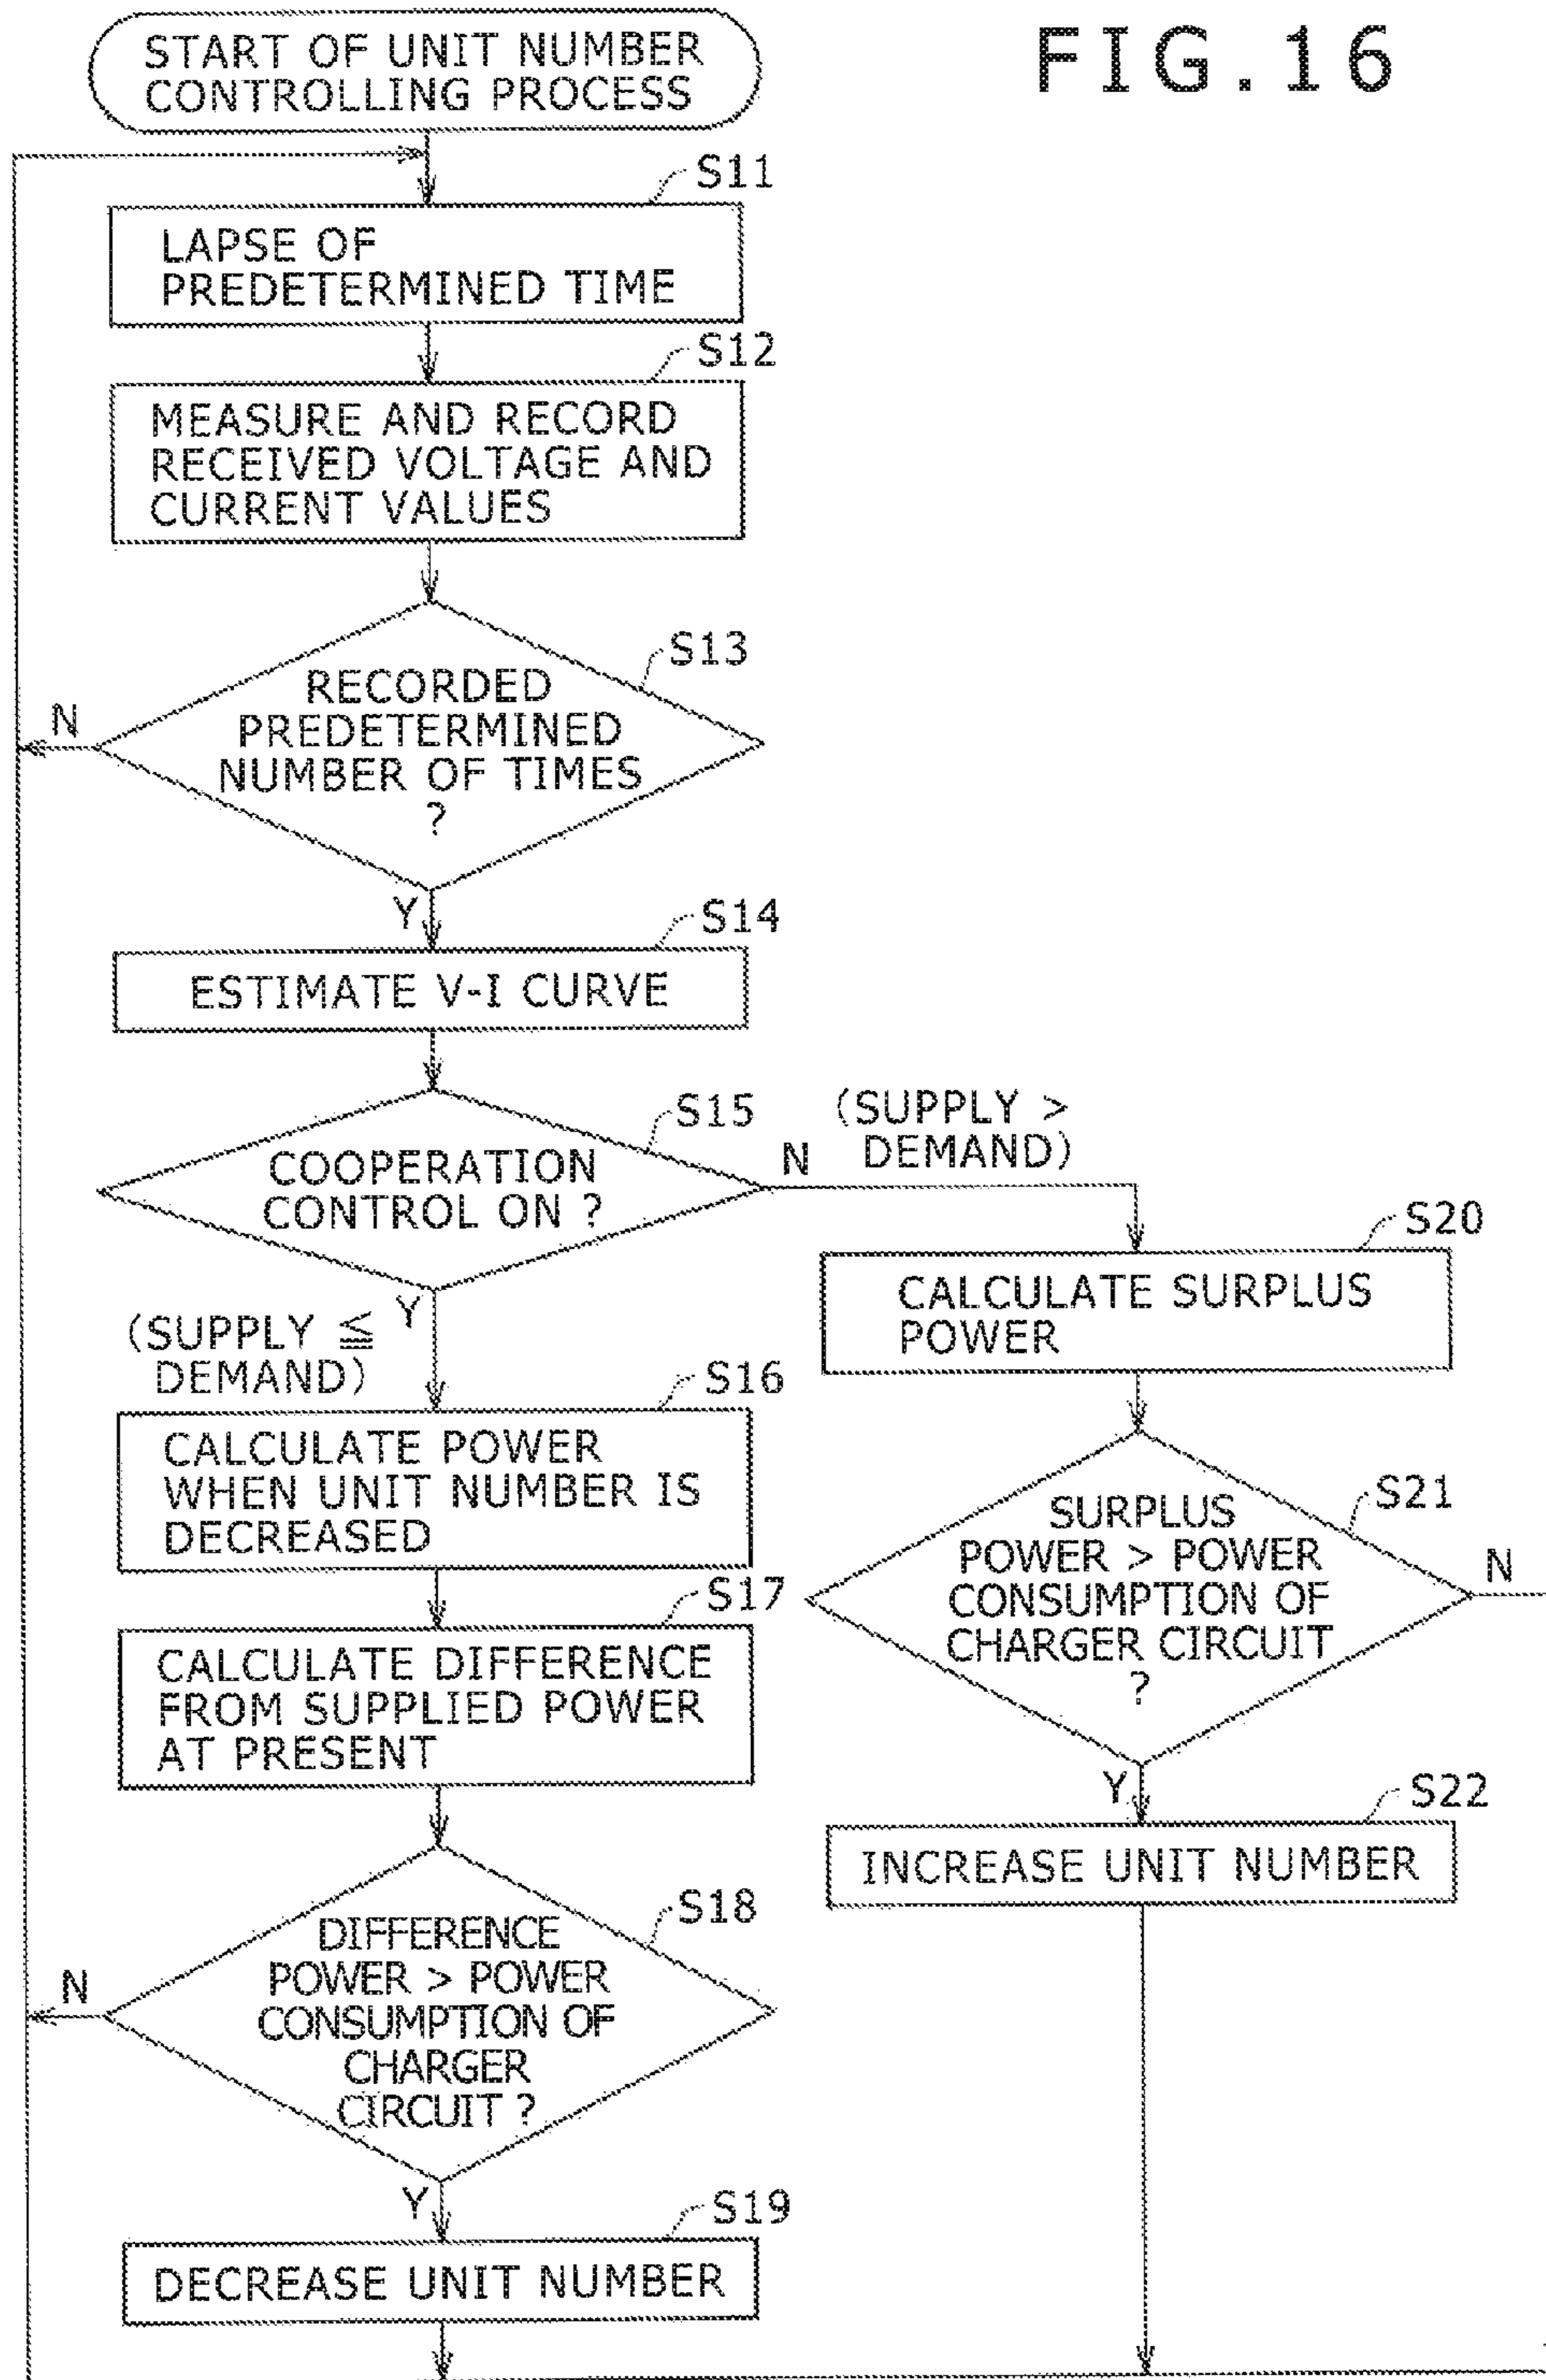 FIG.16
START OF UNIT NUMBER
CONTROLLING PROCESS
S11
LAPSE OF
PREDETERMINED TIME
S12
MEASURE AND RECORD
RECEIVED VOLTAGE AND
CURRENT VALUES
S13
RECORDED
PREDETERMINED
NUMBER OF TIMES
?
N
Y
S14
ESTIMATE V-I CURVE
S15
COOPERATION
CONTROL ON ?
N
(SUPPLY >
DEMAND)
Y
(SUPPLY ≦
DEMAND)
S16
CALCULATE POWER
WHEN UNIT NUMBER IS
DECREASED
S17
CALCULATE DIFFERENCE
FROM SUPPLIED POWER
AT PRESENT
S18
DIFFERENCE
POWER > POWER
CONSUMPTION OF
CHARGER
CIRCUIT ?
N
Y
S19
DECREASE UNIT NUMBER
S20
CALCULATE SURPLUS
POWER
S21
SURPLUS
POWER > POWER
CONSUMPTION OF
CHARGER CIRCUIT
?
N
Y
S22
INCREASE UNIT NUMBER